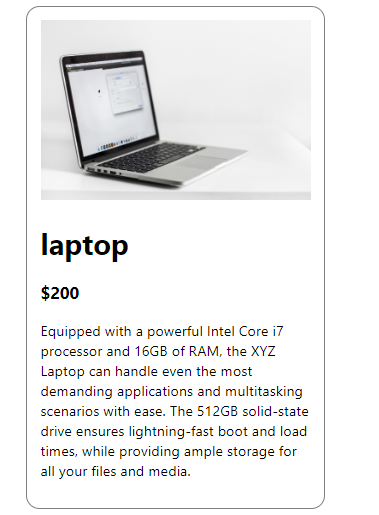 laptop
$200
Equipped with a powerful Intel Core i7
processor and 16GB of RAM, the XYZ
Laptop can handle even the most
demanding applications and multitasking
scenarios with ease. The 512GB solid-state
drive ensures lightning-fast boot and load
times, while providing ample storage for
all your files and media.